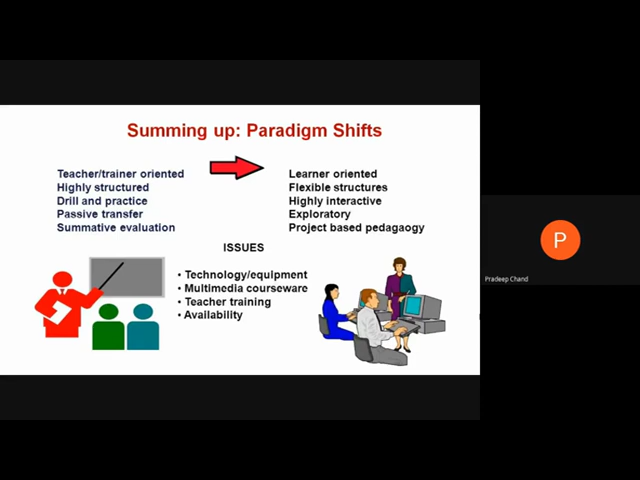 Summing up: Paradigm Shifts
Teacher/trainer oriented
Highly structured
Drill and practice
Passive transfer
Summative evaluation
Learner oriented
Flexible structures
Highly interactive
Exploratory
Project based pedagaogy
ISSUES
• Technology/equipment
• Multimedia courseware
• Teacher training
• Availability
P
Pradeep Chand